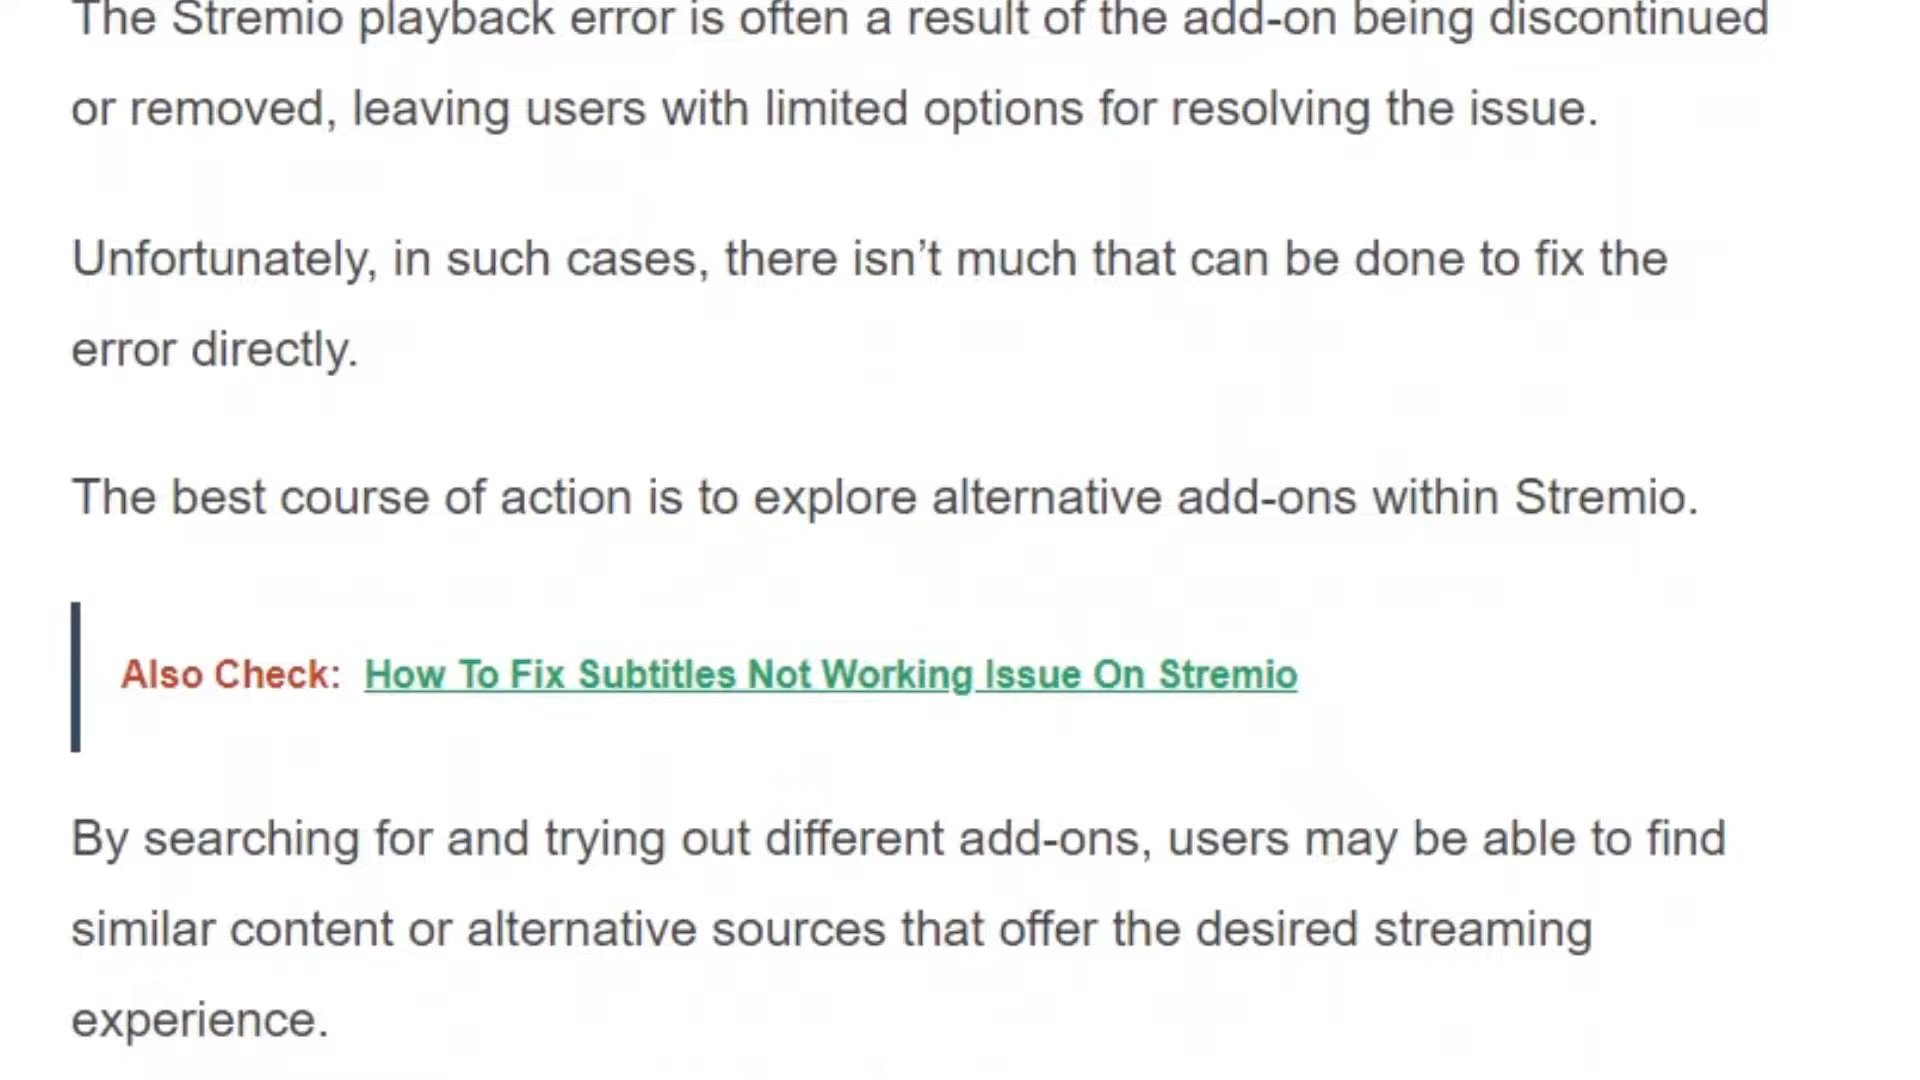 The Stremio playback error is often a result of the add-on being discontinued
or removed, leaving users with limited options for resolving the issue.
Unfortunately, in such cases, there isn’t much that can be done to fix the
error directly.
The best course of action is to explore alternative add-ons within Stremio.
Also Check: How To Fix Subtitles Not Working Issue On Stremio
By searching for and trying out different add-ons, users may be able to find
similar content or alternative sources that offer the desired streaming
experience.